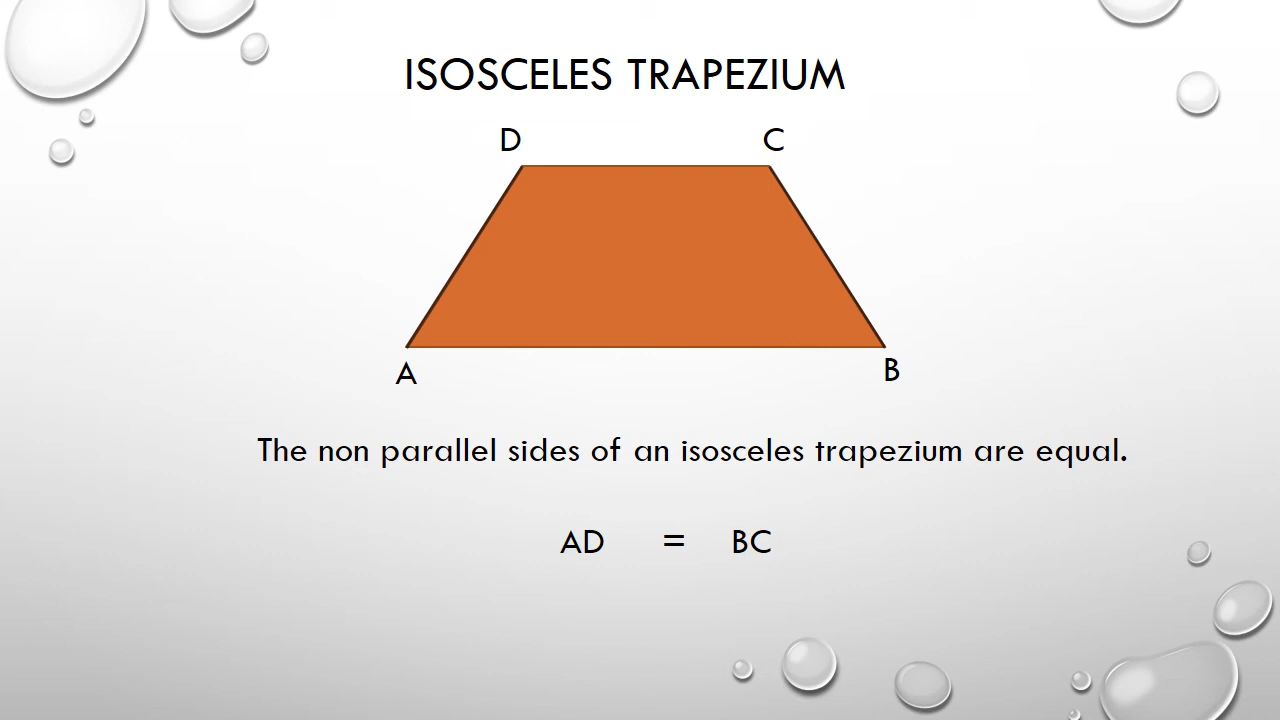 ISOSCELES TRAPEZIUM
D C
A B
The non parallel sides of an isosceles trapezium are equal.
AD = BC